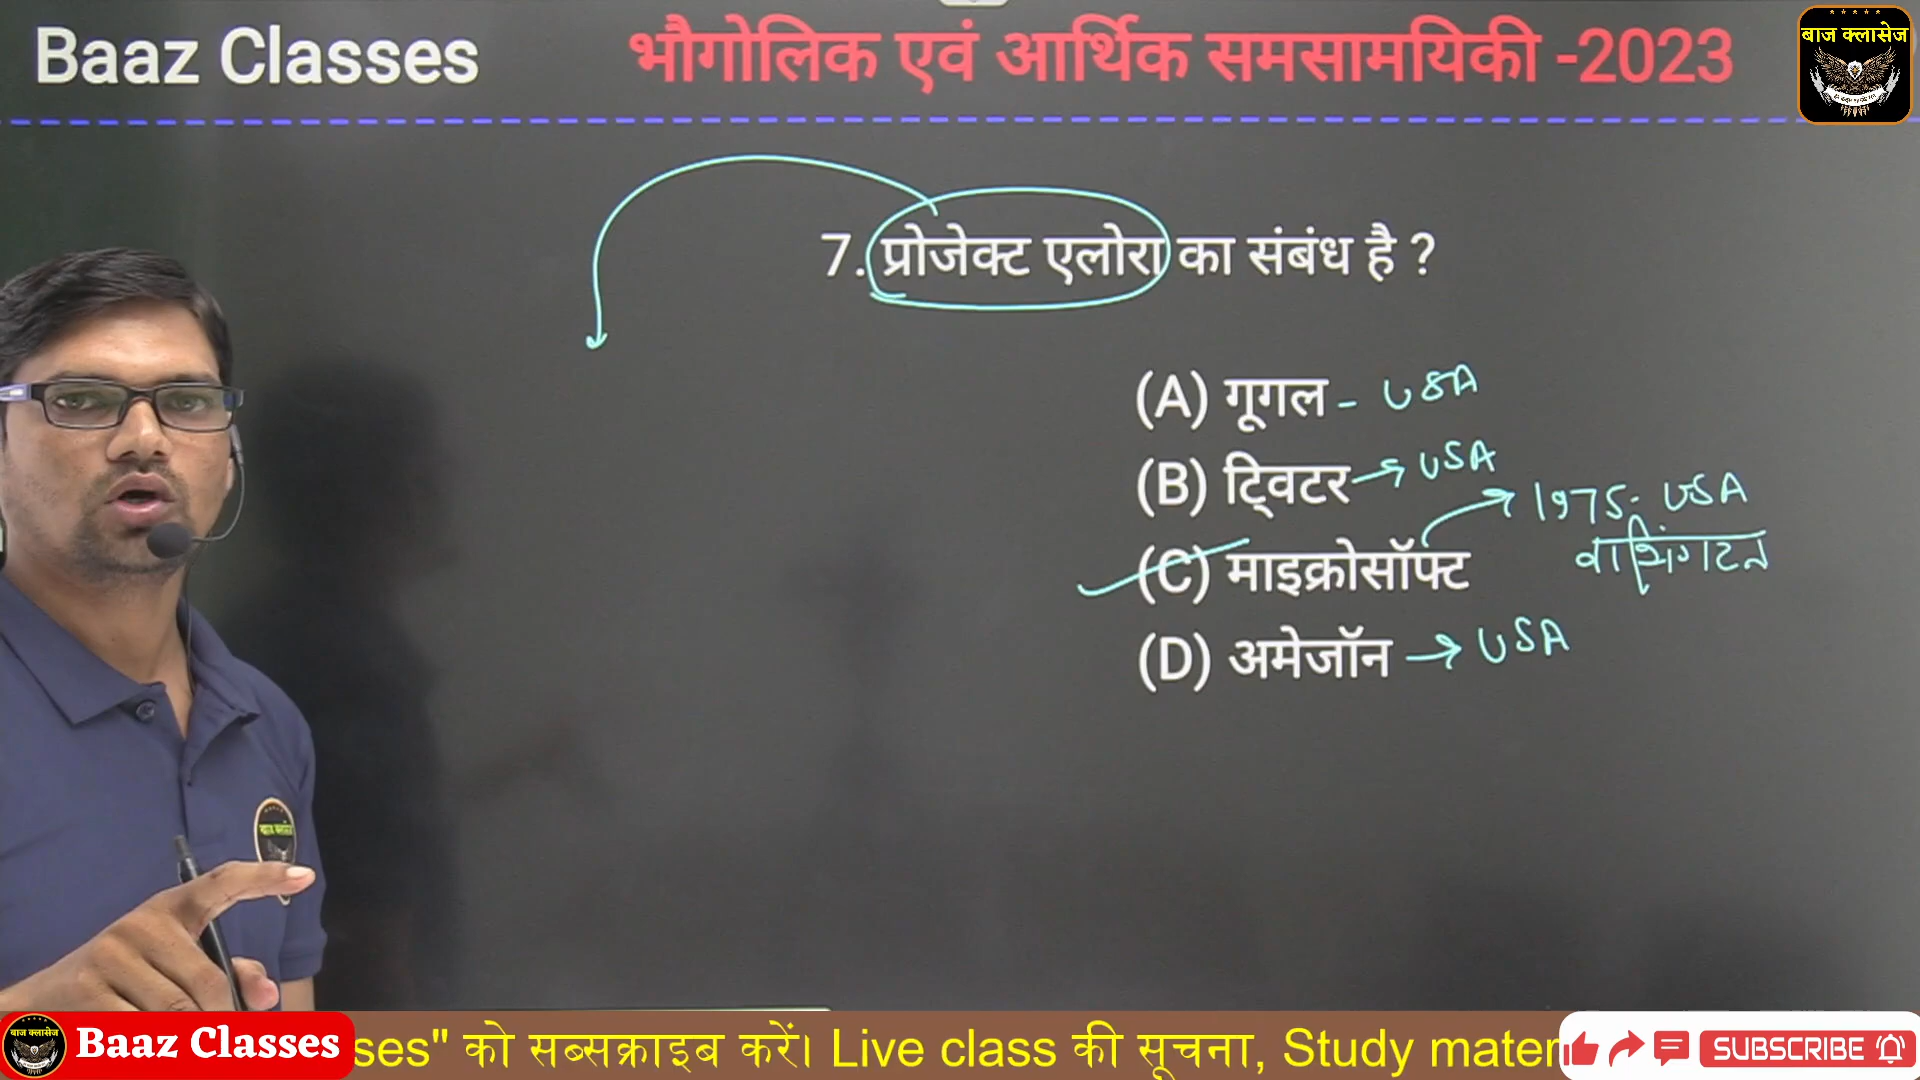 Baaz Classes भौगोलिक एवं आर्थिक समसामयिकी -2023
बाज क्लासेज
7. प्रोजेक्ट एलोरा का संबंध है ?
(A) गूगल - USA
(B) ट्विटर → USA
1975- USA
वाशिंगटन
(C) माइक्रोसॉफ्ट
(D) अमेजॉन → USA
बाज क्लासेज
बाज क्लासेज
Baaz Classes
ses" को सब्सक्राइब करें। Live class की सूचना, Study mater
SUBSCRIBE